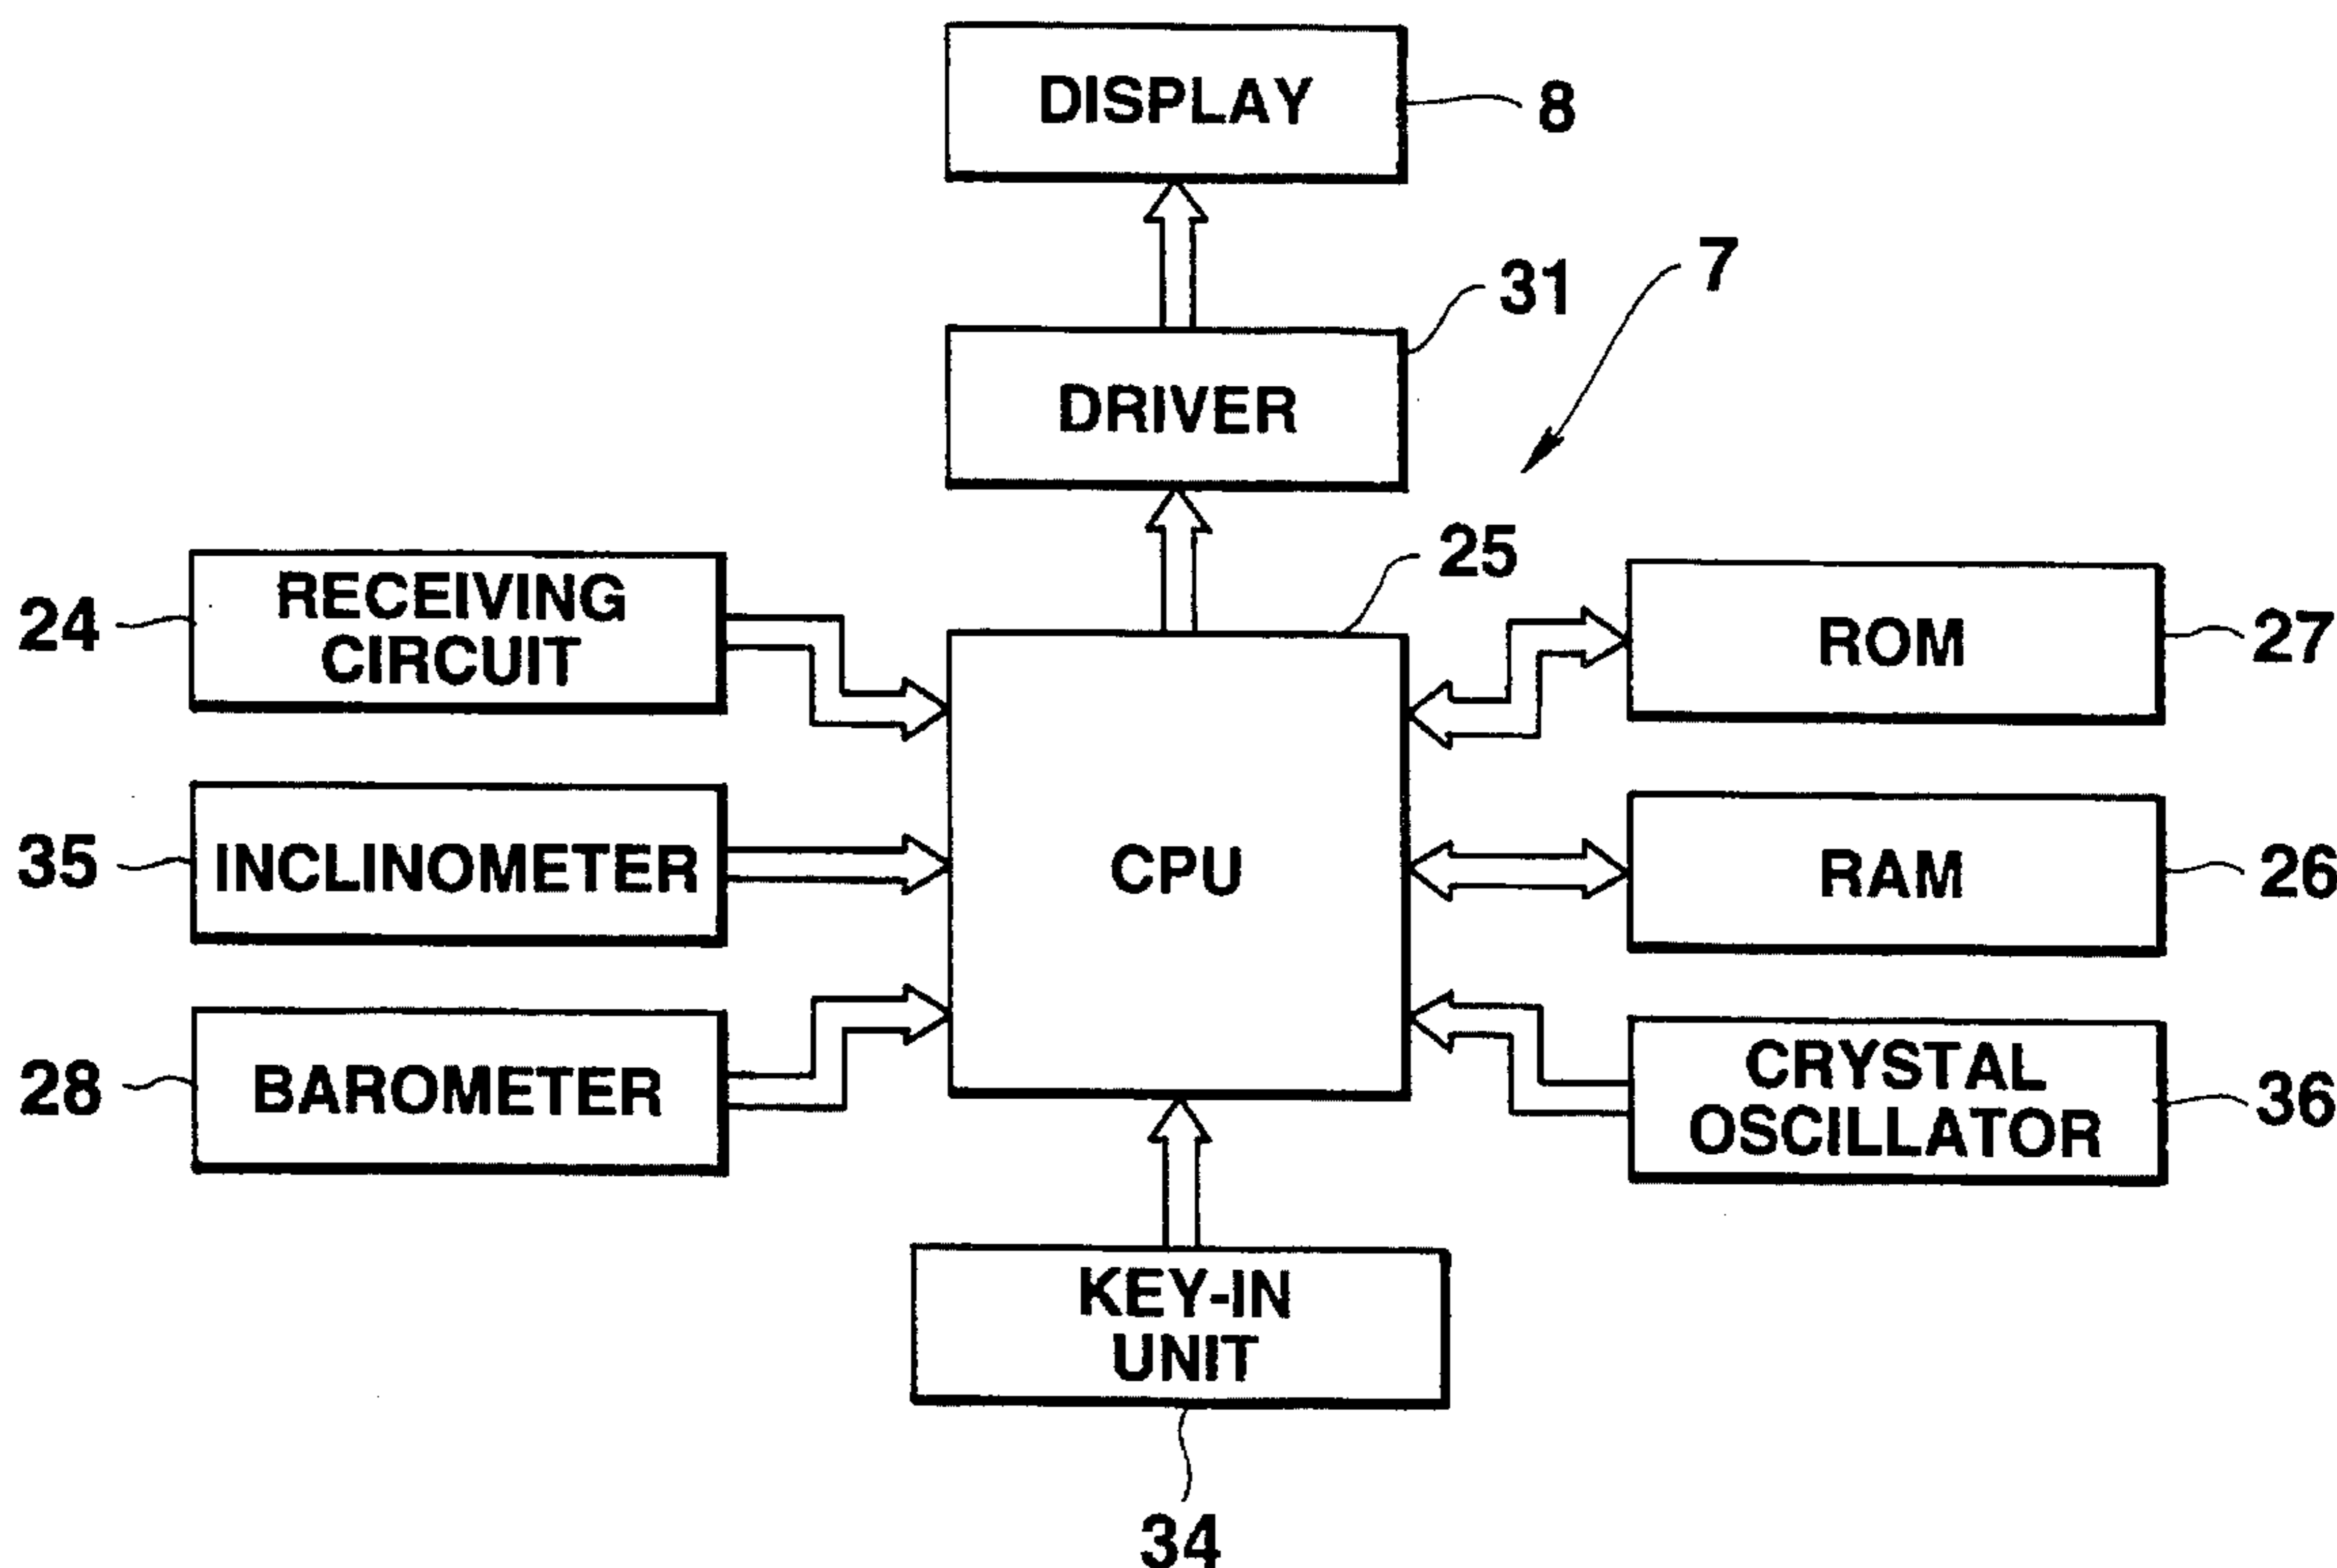 DISPLAY
8
7
31
DRIVER
25
24
RECEIVING
CIRCUIT
ROM
27
35
INCLINOMETER
CPU
RAM
26
28
BAROMETER
CRYSTAL
OSCILLATOR
36
KEY-IN
UNIT
34